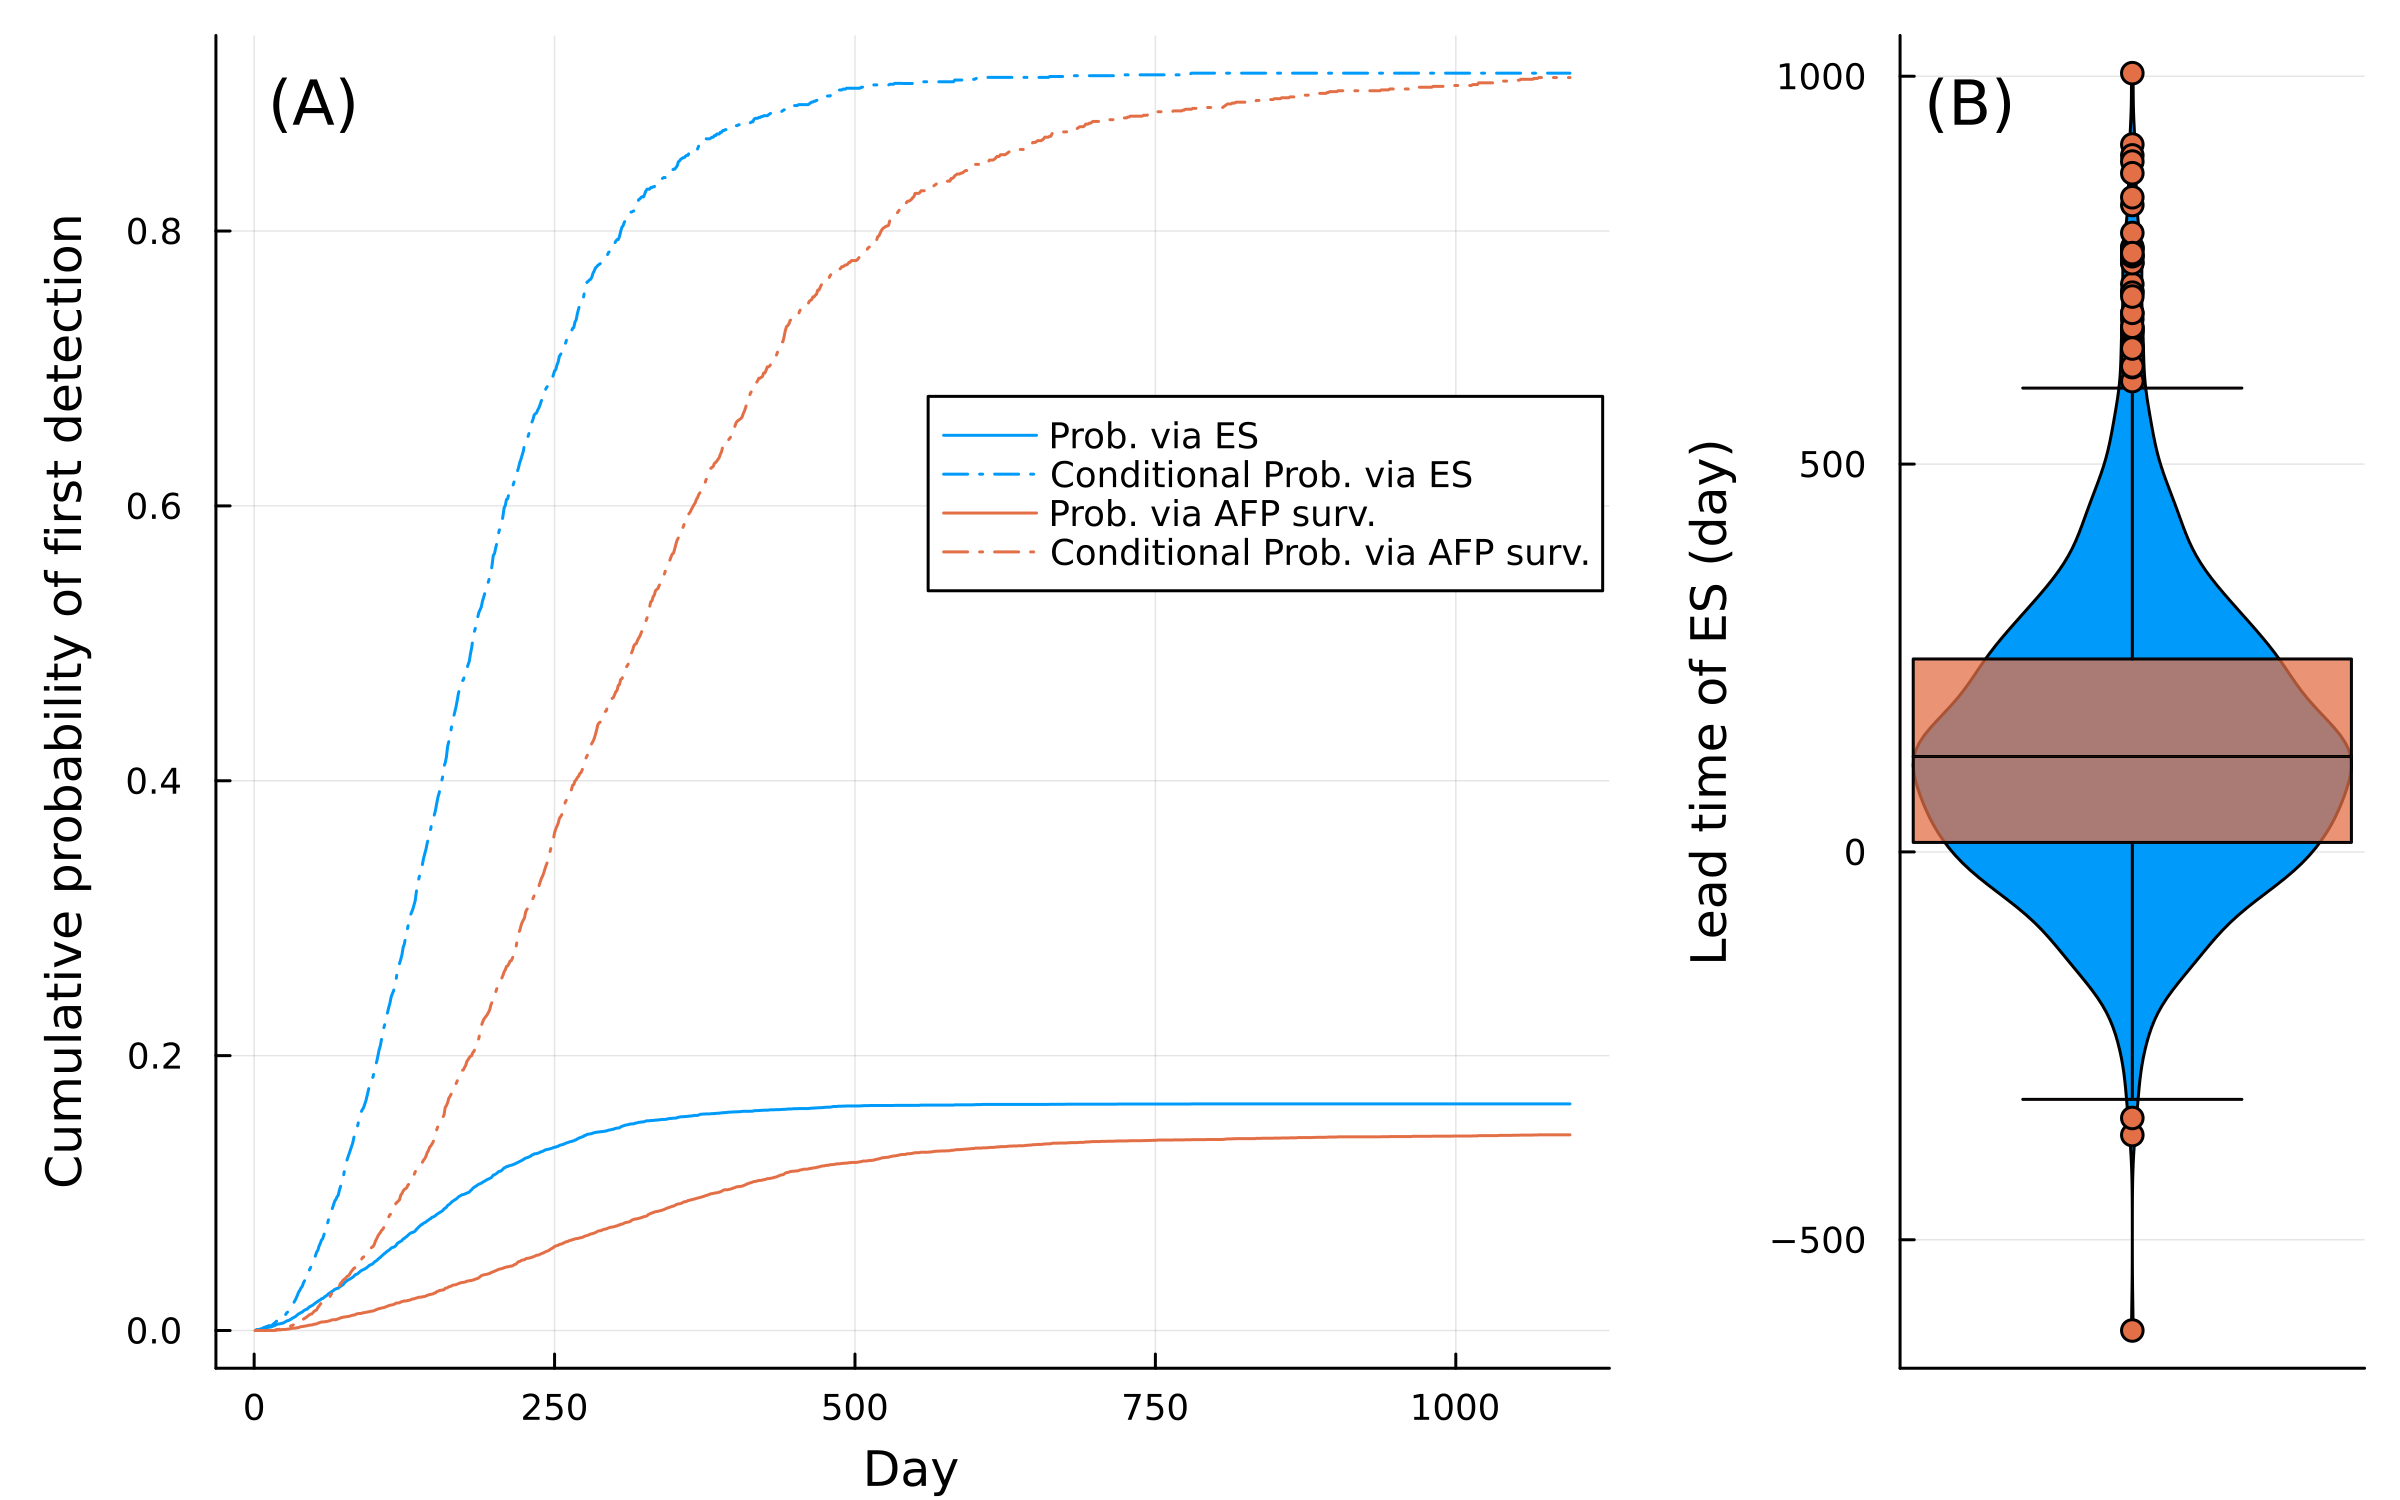 (A)
Cumulative probability of first detection
0.8
0.6
0.4
0.2
0.0
0 250 500 750 1000
Day
Prob. via ES
Conditional Prob. via ES
Prob. via AFP surv.
Conditional Prob. via AFP surv.
(B)
Lead time of ES (day)
1000
500
0
−500